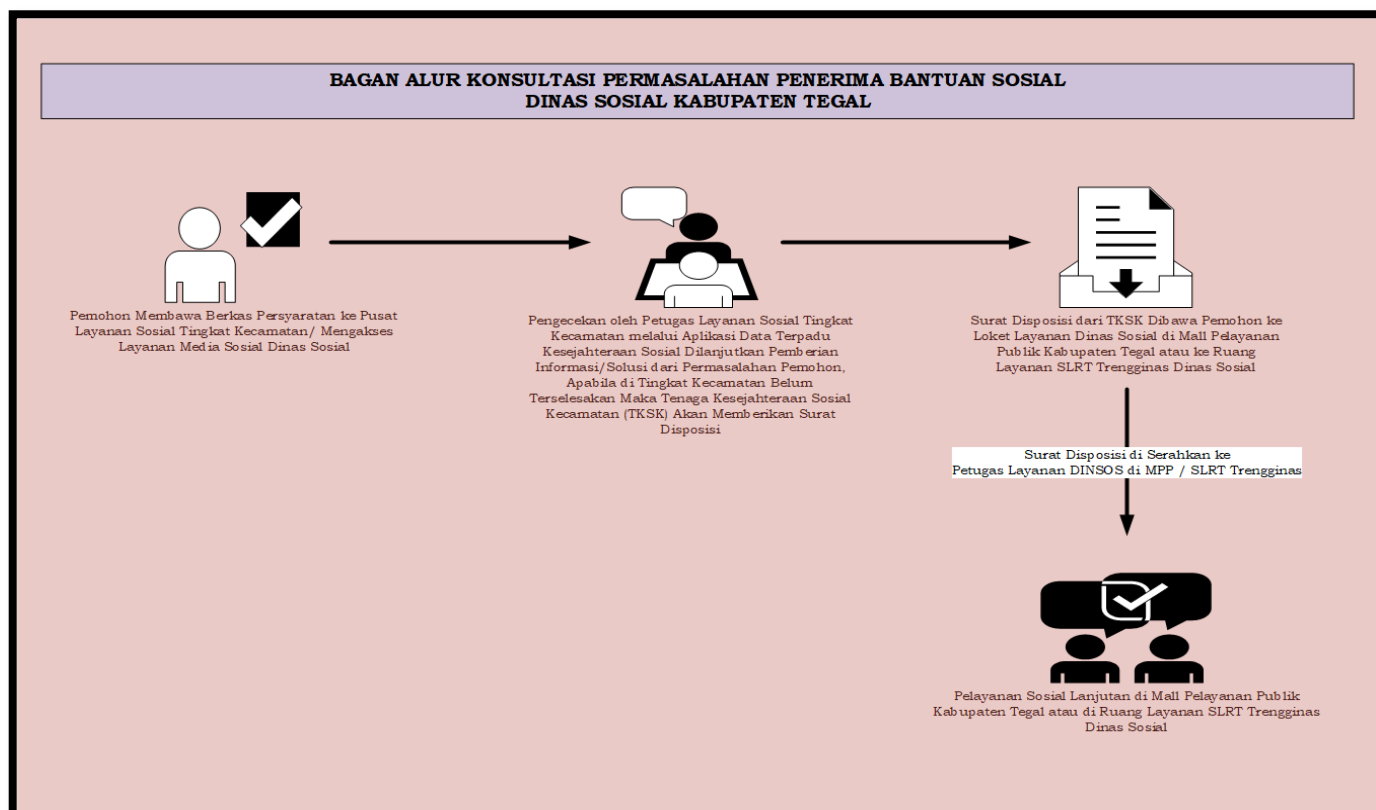 BAGAN ALUR KONSULTASI PERMASALAHAN PENERIMA BANTUAN SOSIAL
DINAS SOSIAL KABUPATEN TEGAL
Pemohon Membawa Berkas Persyaratan ke Pusat
Layanan Sosial Tingkat Kecamatan/ Mengakses
Layanan Media Sosial Dinas Sosial
Pengecekan oleh Petugas Layanan Sosial Tingkat
Kecamatan melalui Aplikasi Data Terpadu
Kesejahteraan Sosial Dilanjutkan Pemberian
Informasi/Solusi dari Permasalahan Pemohon,
Apabila di Tingkat Kecamatan Belum
Terselesakan Maka Tenaga Kesejahteraan Sosial
Kecamatan (TKSK) Akan Memberikan Surat
Disposisi
Surat Disposisi dari TKSK Dibawa Pemohon ke
Loket Layanan Dinas Sosial di Mall Pelayanan
Publik Kabupaten Tegal atau ke Ruang
Layanan SLRT Trengginas Dinas Sosial
Surat Disposisi di Serahkan ke
Petugas Layanan DINSOS di MPP / SLRT Trengginas
Pelayanan Sosial Lanjutan di Mall Pelayanan Publik
Kabupaten Tegal atau di Ruang Layanan SLRT Trengginas
Dinas Sosial